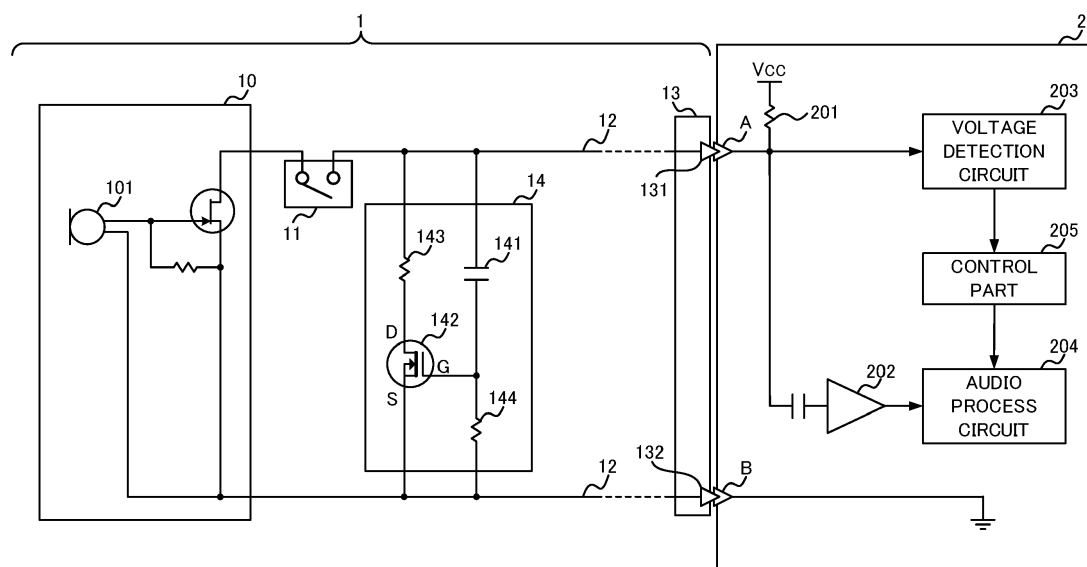 1
2
10
13
VCC
201
203
12
A
VOLTAGE
DETECTION
CIRCUIT
101
131
11
14
143
141
205
CONTROL
PART
D
142
G
S
144
202
204
AUDIO
PROCESS
CIRCUIT
132
12
B